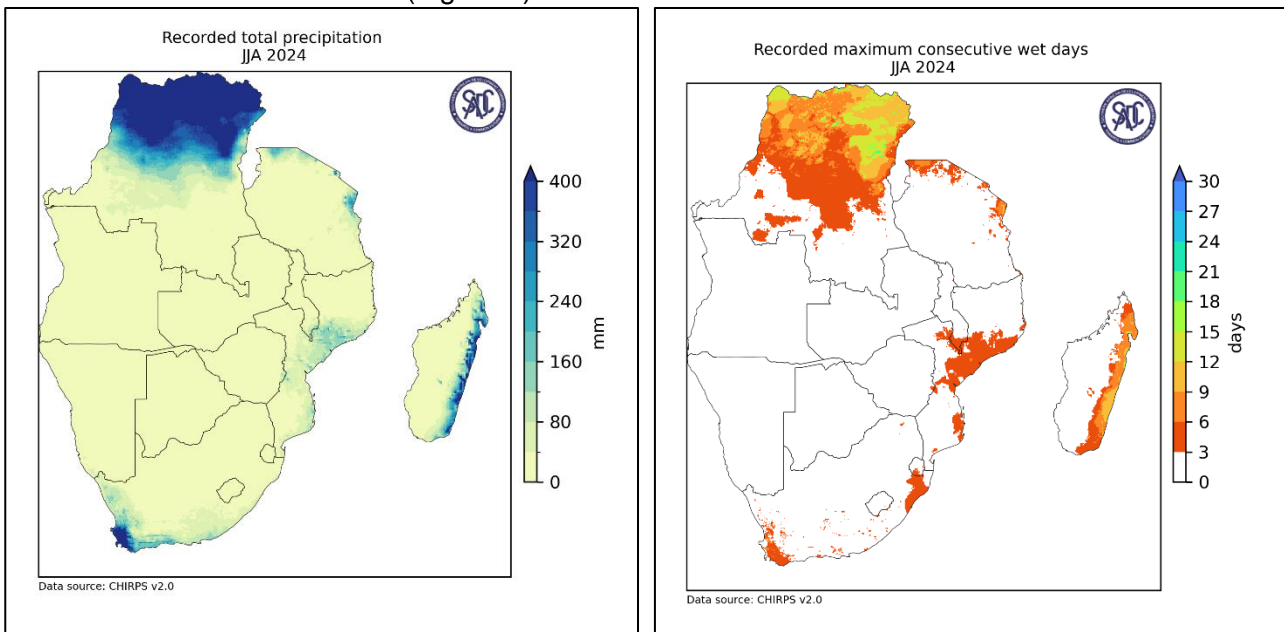 Recorded total precipitation
JJA 2024
SADC
400
320
240
160
80
0
mm
Data source: CHIRPS v2.0
Recorded maximum consecutive wet days
JJA 2024
SADC
30
27
24
21
18
15
12
9
6
3
0
days
Data source: CHIRPS v2.0